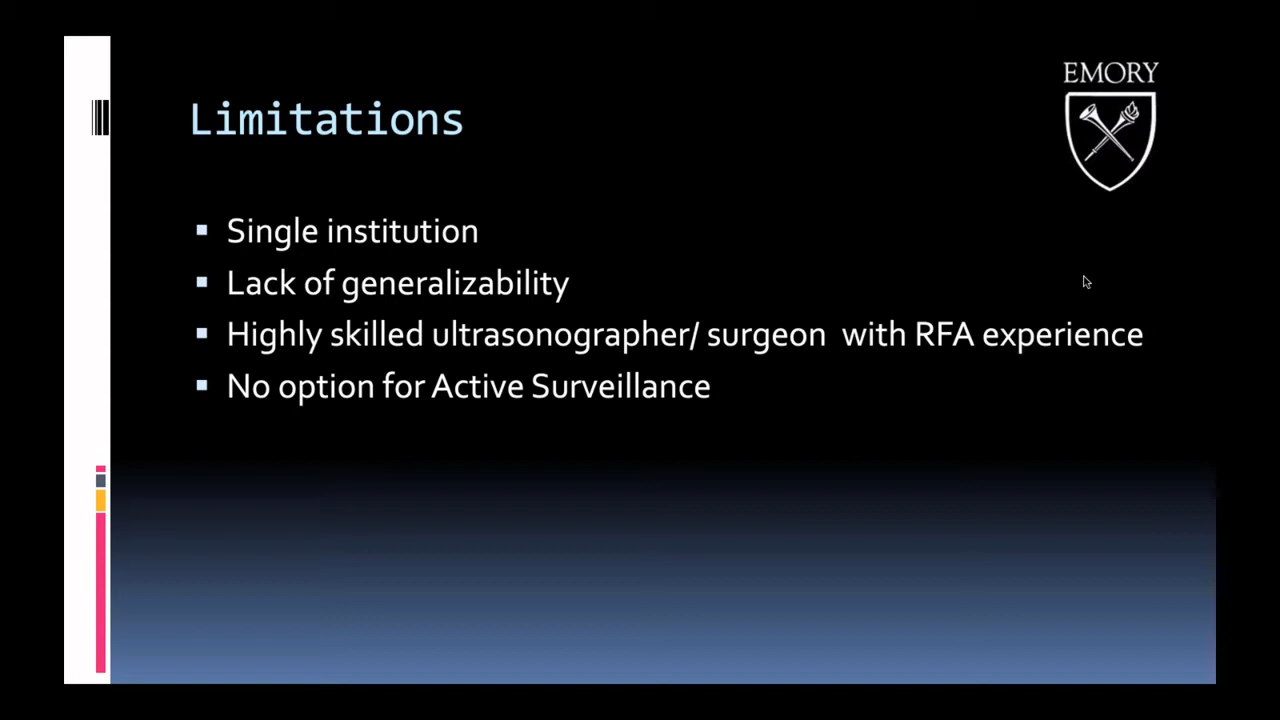 EMORY
Limitations
Single institution
Lack of generalizability
Highly skilled ultrasonographer/ surgeon  with RFA experience
No option for Active Surveillance